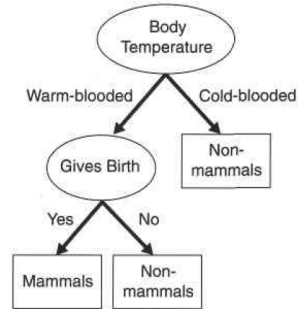 Body
Temperature
Warm-blooded
Cold-blooded
Gives Birth
Non-
mammals
Yes
No
Mammals
Non-
mammals